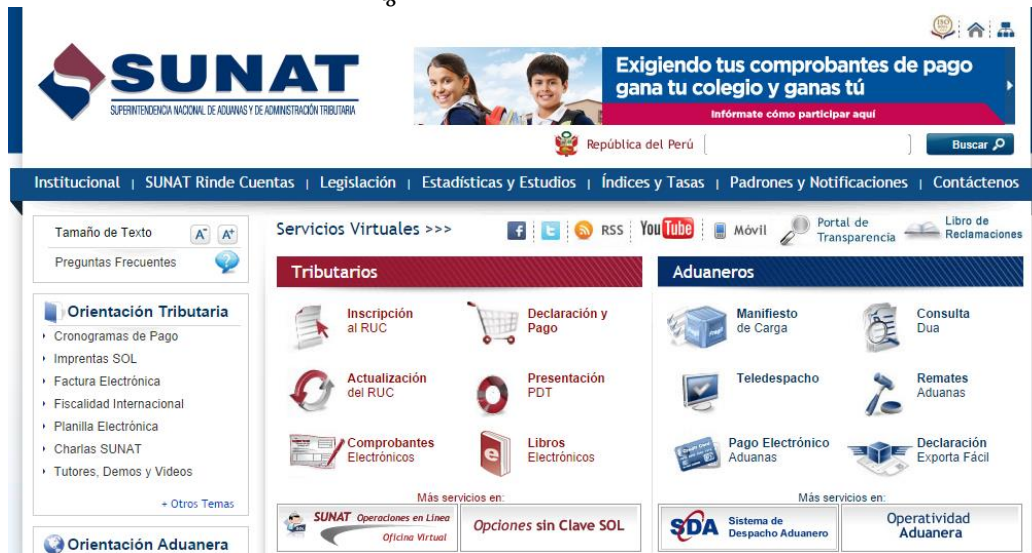 SUNAT
SUPERINTENDENCIA NACIONAL DE ADUANAS Y DE ADMINISTRACIÓN TRIBUTARIA
Exigiendo tus comprobantes de pago
gana tu colegio y ganas tú
Infórmate cómo participar aquí
República del Perú
Buscar
Institucional | SUNAT Rinde Cuentas | Legislación | Estadísticas y Estudios | Índices y Tasas | Padrones y Notificaciones | Contáctenos
Tamaño de Texto A- A+
Preguntas Frecuentes
Servicios Virtuales >>>
RSS
YouTube
Móvil
Portal de
Transparencia
Libro de
Reclamaciones
Orientación Tributaria
Cronogramas de Pago
Imprentas SOL
Factura Electrónica
Fiscalidad Internacional
Planilla Electrónica
Charlas SUNAT
Tutores, Demos y Videos
+ Otros Temas
Orientación Aduanera
Tributarios
Inscripción
al RUC
Declaración y
Pago
Actualización
del RUC
Presentación
PDT
Comprobantes
Electrónicos
Libros
Electrónicos
Más servicios en:
SUNAT Operaciones en Linea
Oficina Virtual
Opciones sin Clave SOL
Aduaneros
Manifiesto
de Carga
Consulta
Dua
Teledespacho
Remates
Aduanas
Pago Electrónico
Aduanas
Declaración
Exporta Fácil
Más servicios en:
SDA
Sistema de
Despacho Aduanero
Operatividad
Aduanera